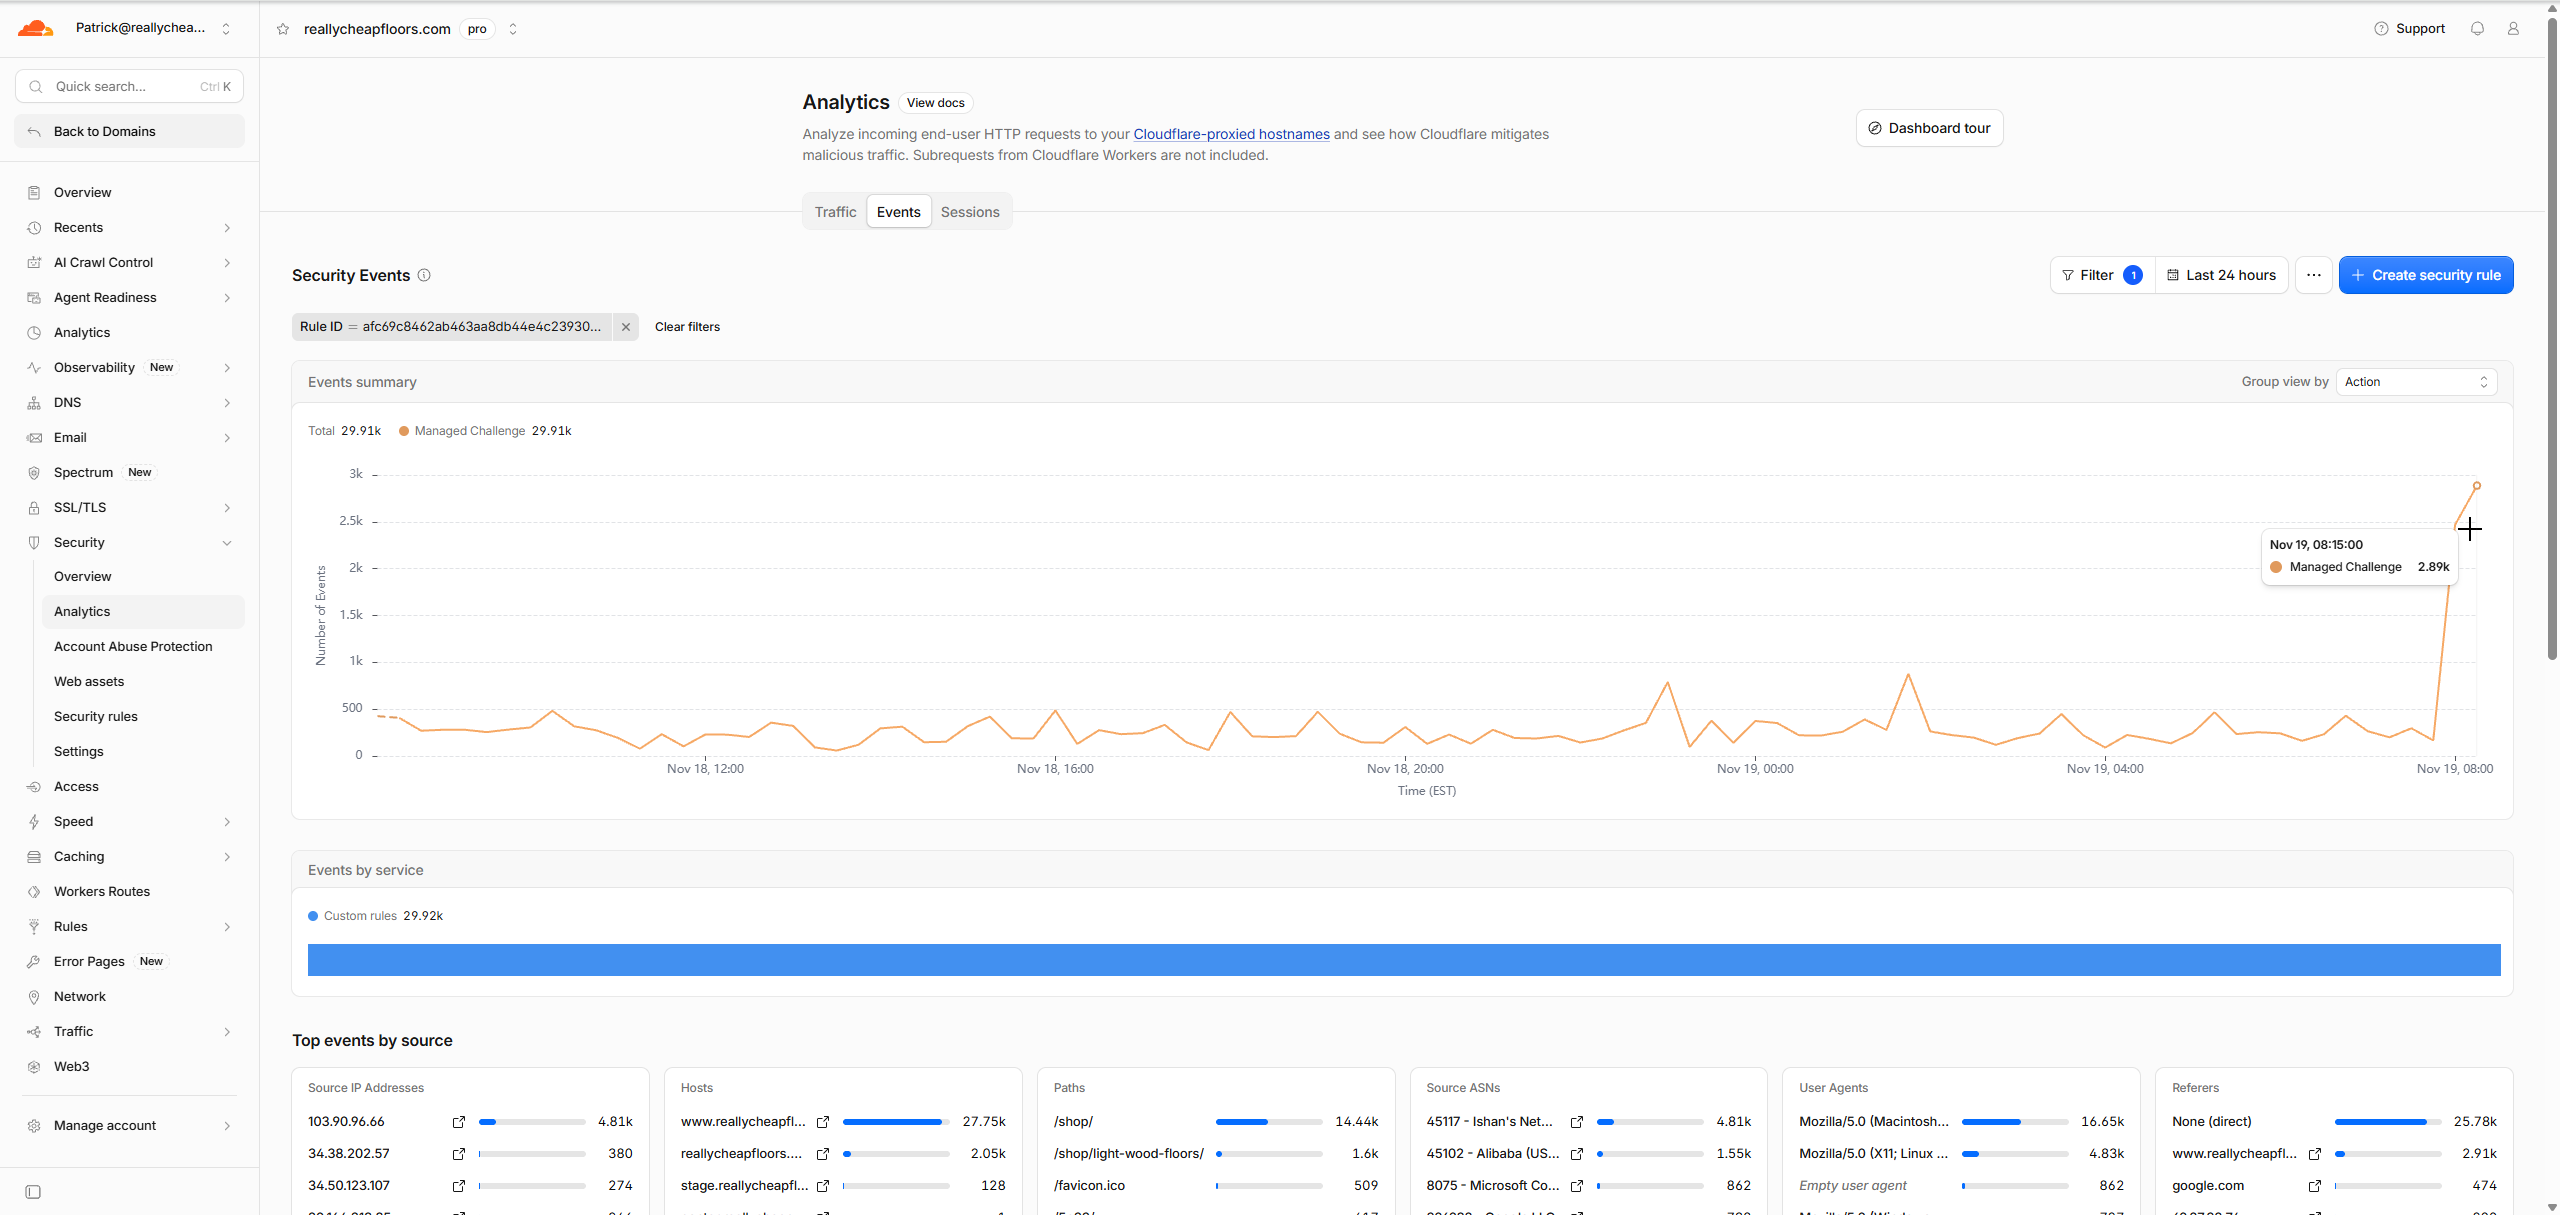 Patrick@reallychea...
reallycheapfloors.com pro
Support
Quick search... Ctrl K
Back to Domains
Overview
Recents
AI Crawl Control
Agent Readiness
Analytics
Observability New
DNS
Email
Spectrum New
SSL/TLS
Security
Overview
Analytics
Account Abuse Protection
Web assets
Security rules
Settings
Access
Speed
Caching
Workers Routes
Rules
Error Pages New
Network
Traffic
Web3
Manage account
Analytics View docs
Analyze incoming end-user HTTP requests to your Cloudflare-proxied hostnames and see how Cloudflare mitigates
malicious traffic. Subrequests from Cloudflare Workers are not included.
Dashboard tour
Traffic Events Sessions
Security Events
Filter 1 Last 24 hours ... + Create security rule
Rule ID = afc69c8462ab463aa8db44e4c23930... Clear filters
Events summary
Group view by Action
Total 29.91k Managed Challenge 29.91k
3k
2.5k
2k
1.5k
1k
500
0
Number of Events
Nov 19, 08:15:00
Managed Challenge 2.89k
Nov 18, 12:00 Nov 18, 16:00 Nov 18, 20:00 Nov 19, 00:00 Nov 19, 04:00 Nov 19, 08:00
Time (EST)
Events by service
Custom rules 29.92k
Top events by source
Source IP Addresses
103.90.96.66 4.81k
34.38.202.57 380
34.50.123.107 274
Hosts
www.reallycheapfl... 27.75k
reallycheapfloors.... 2.05k
stage.reallycheapfl... 128
Paths
/shop/ 14.44k
/shop/light-wood-floors/ 1.6k
/favicon.ico 509
Source ASNs
45117 - Ishan's Net... 4.81k
45102 - Alibaba (US... 1.55k
8075 - Microsoft Co... 862
User Agents
Mozilla/5.0 (Macintosh... 16.65k
Mozilla/5.0 (X11; Linux ... 4.83k
Empty user agent 862
Referers
None (direct) 25.78k
www.reallycheapfl... 2.91k
google.com 474